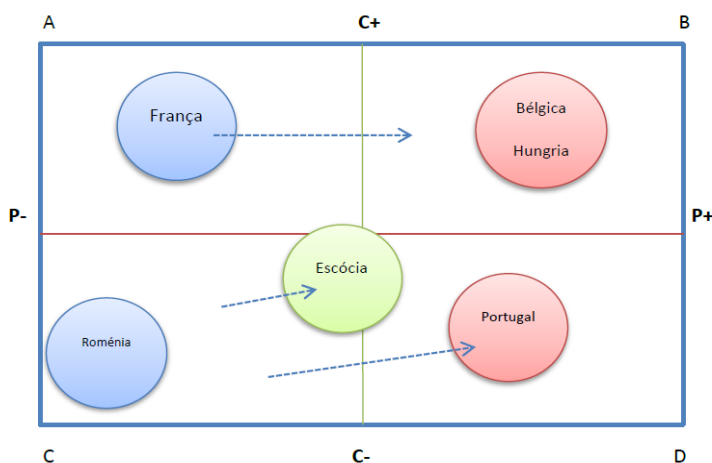 A C+ B
França
Bélgica
Hungria
P- P+
Escócia
Portugal
Roménia
C C- D